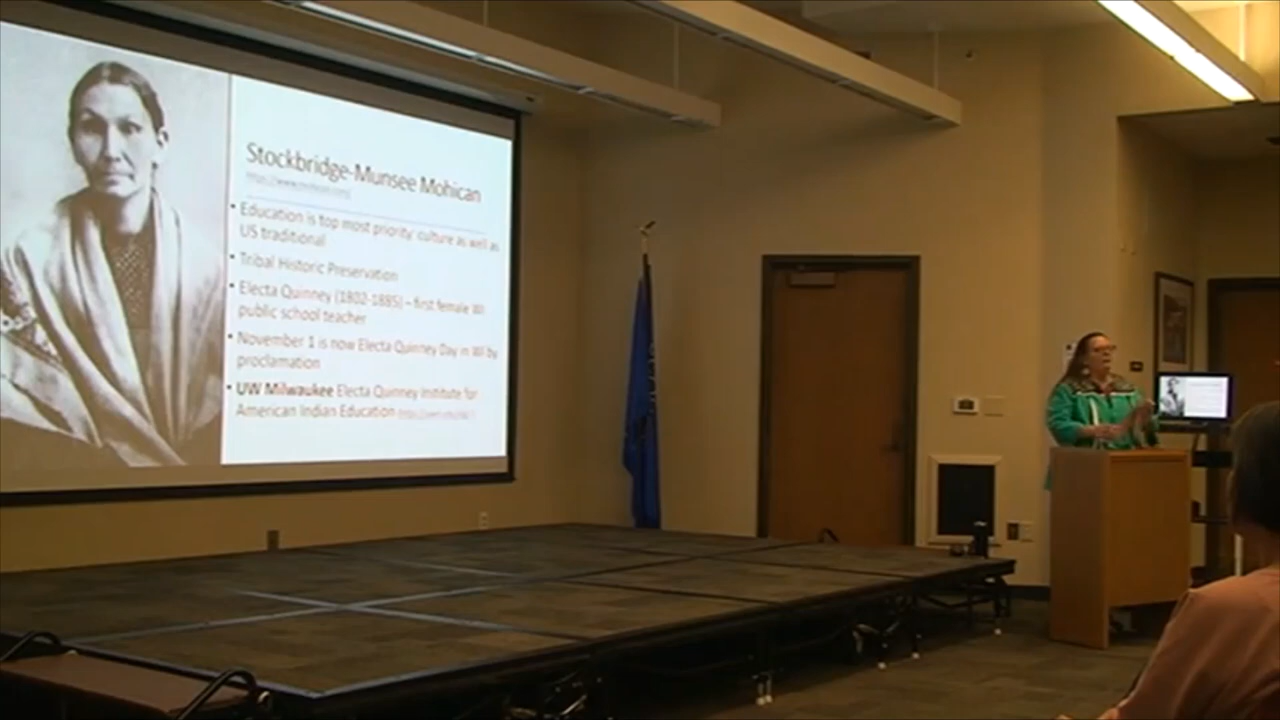 Stockbridge-Munsee Mohican
• Education is top most priority: culture as well as
US traditional
• Tribal Historic Preservation
• Electa Quinney (1802-1885) – first female WI
public school teacher
• November 1 is now Electa Quinney Day in WI by
proclamation
• UW Milwaukee Electa Quinney Institute for
American Indian Education